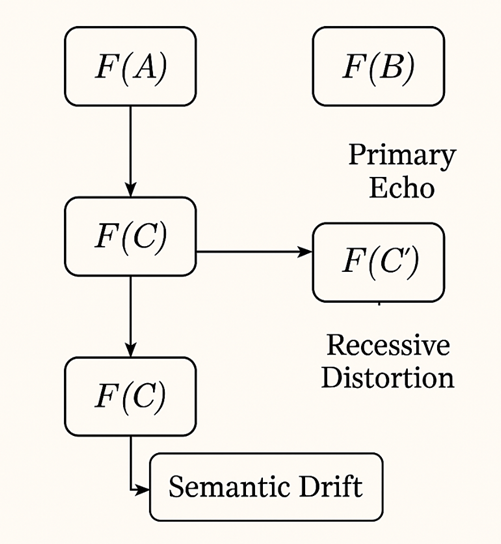 F(A)
F(B)
Primary
Echo
F(C)
F(C′)
Recessive
Distortion
F(C)
Semantic Drift